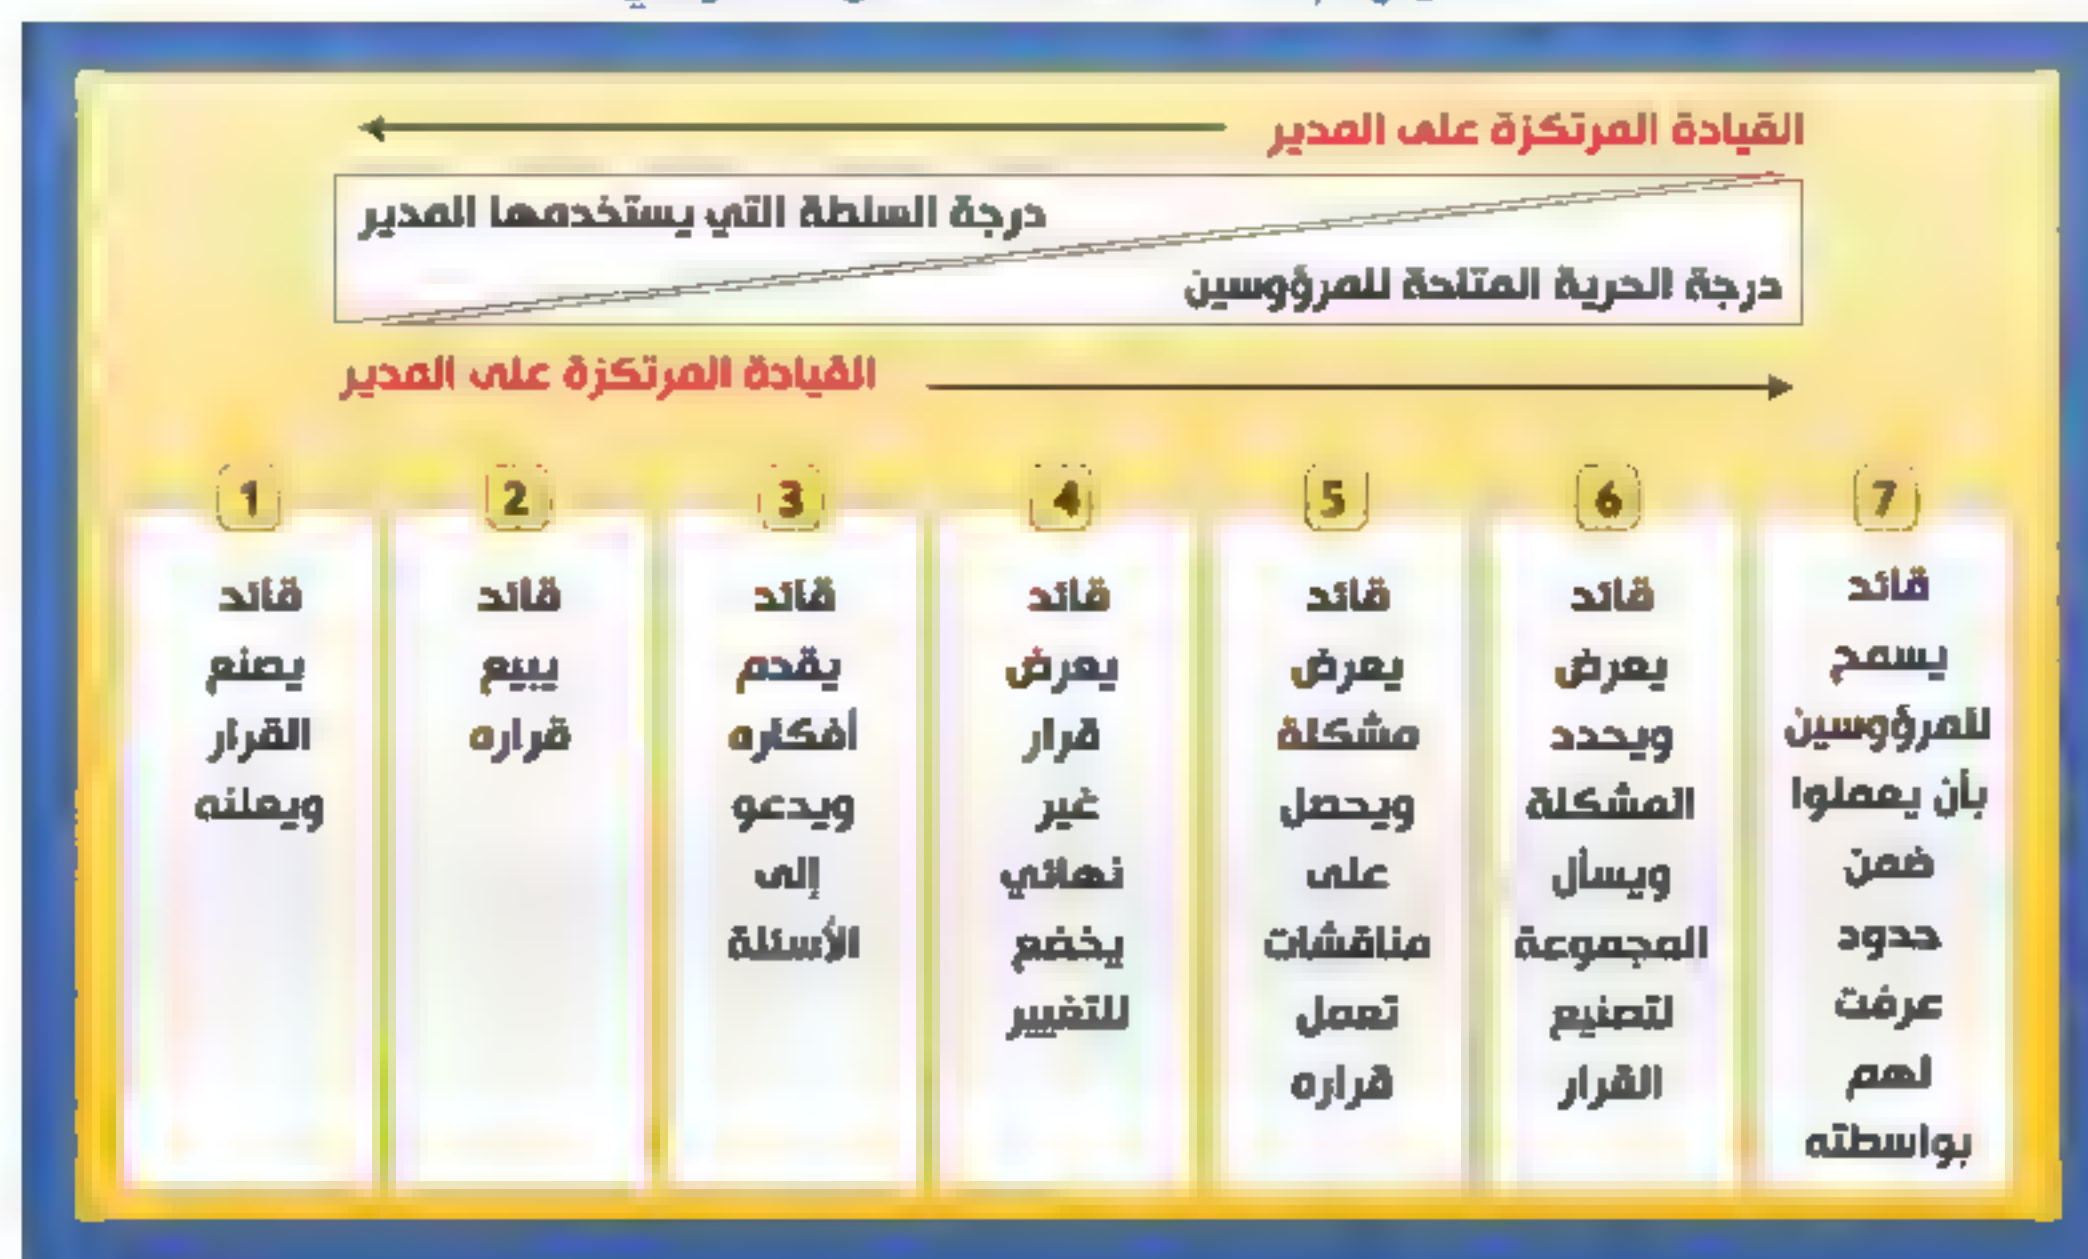 القيادة المرتكزة على المدير
درجة السلطة التي يستخدمها المدير
درجة الحرية المتاحة للمرؤوسين
القيادة المرتكزة على المدير
1
قائد
يصنع
القرار
ويعلنه
2
قائد
يبيع
قراره
3
قائد
يقدم
أفكاره
ويدعو
إلى
الأسئلة
4
قائد
يعرض
قرار
غير
نهائي
يخضع
للتغيير
5
قائد
يعرض
مشكلة
ويحصل
على
مناقشات
تعمل
قراره
6
قائد
يعرض
ويحدد
المشكلة
ويسأل
المجموعة
لتصنيع
القرار
7
قائد
يسمح
للمرؤوسين
بأن يعملوا
ضمن
حدود
عرفت
لهم
بواسطته